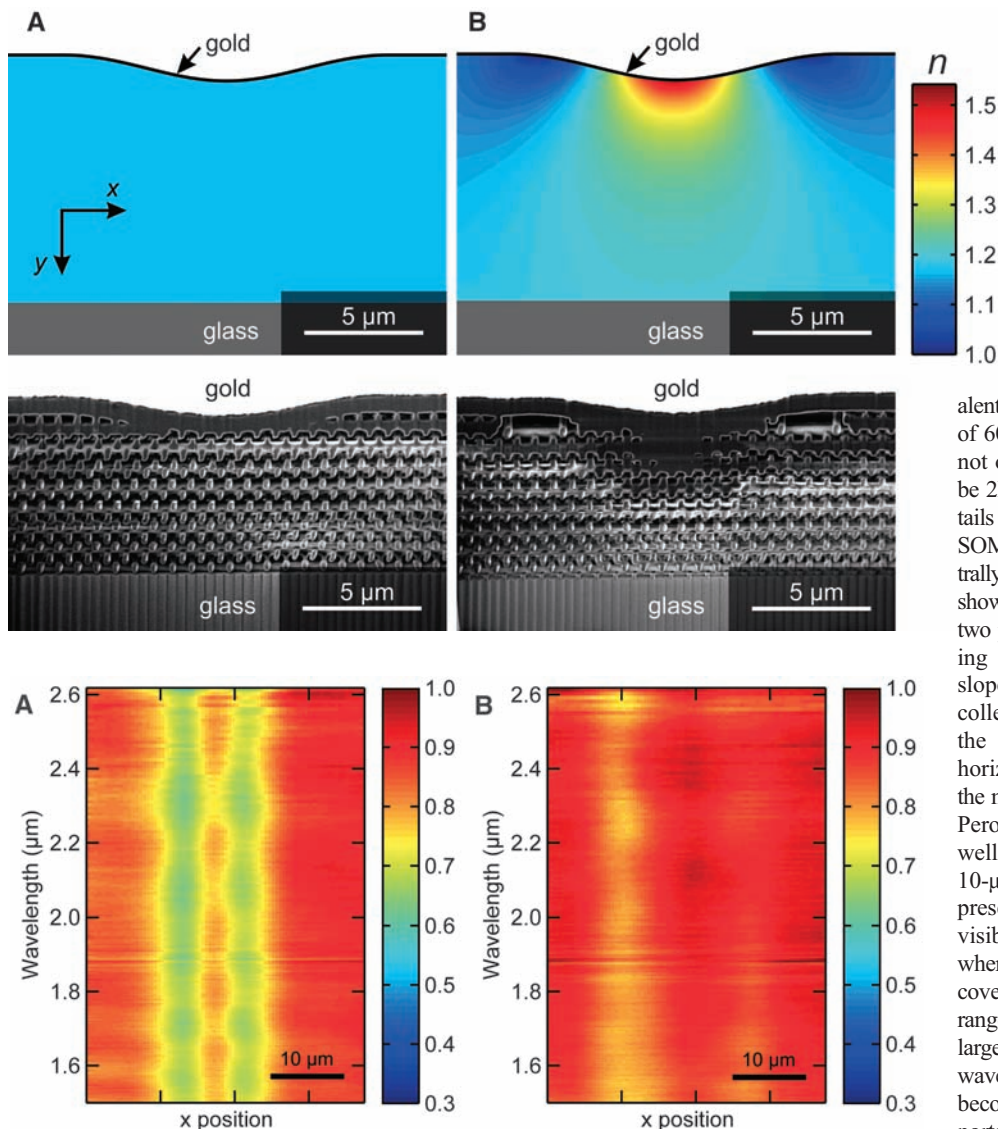 A
gold
x
y
glass
5 µm
B
gold
glass
5 µm
n
1.5
1.4
1.3
1.2
1.1
1.0
gold
glass
5 µm
gold
glass
5 µm
alent
of 60
not
be 2
tails
SOM
trally
show
two
ing
slope
colle
the
horiz
the
Pero
well
10-µ
prese
visib
when
cove
rang
large
wave
beco
A
Wavelength (µm)
2.6
2.4
2.2
2.0
1.8
1.6
10 µm
x position
1.0
0.9
0.8
0.7
0.6
0.5
0.4
0.3
B
Wavelength (µm)
2.6
2.4
2.2
2.0
1.8
1.6
10 µm
x position
1.0
0.9
0.8
0.7
0.6
0.5
0.4
0.3